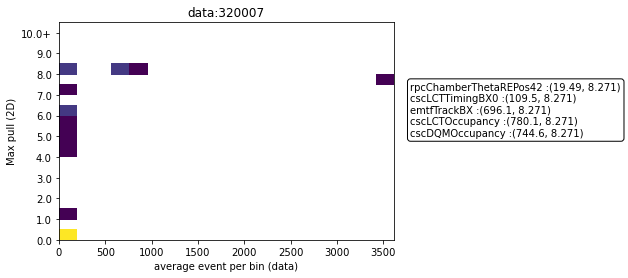 data:320007
Max pull (2D)
10.0+
9.0
8.0
7.0
6.0
5.0
4.0
3.0
2.0
1.0
0.0
0 500 1000 1500 2000 2500 3000 3500
average event per bin (data)
rpcChamberThetaREPos42 :(19.49, 8.271)
cscLCTTimingBX0 :(109.5, 8.271)
emtfTrackBX :(696.1, 8.271)
cscLCTOccupancy :(780.1, 8.271)
cscDQMOccupancy :(744.6, 8.271)